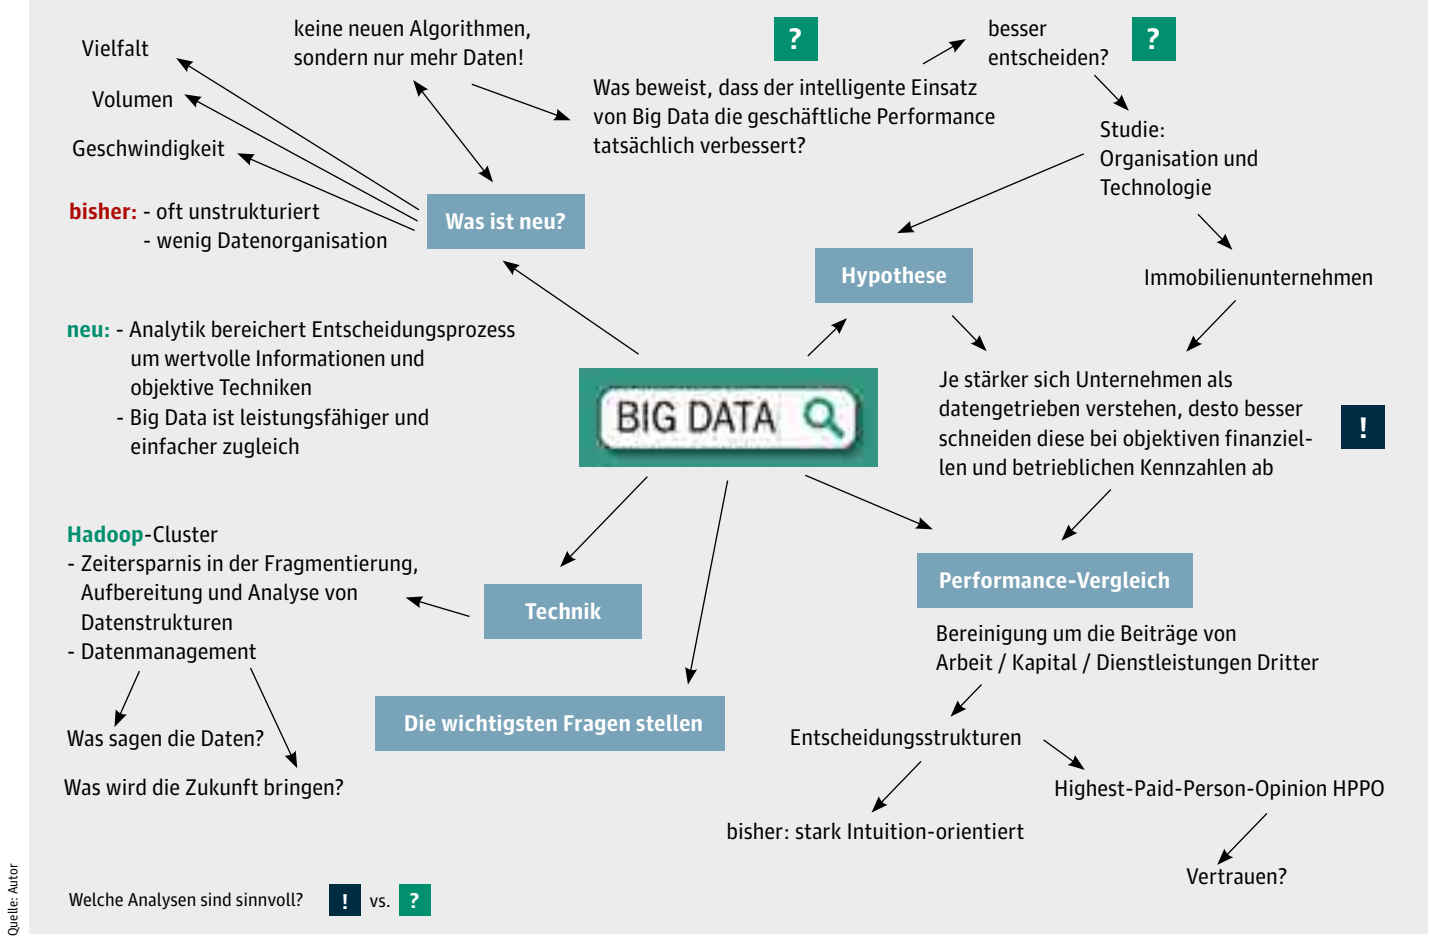 Vielfalt
Volumen
Geschwindigkeit
keine neuen Algorithmen,
sondern nur mehr Daten!
?
Was beweist, dass der intelligente Einsatz
von Big Data die geschäftliche Performance
tatsächlich verbessert?
besser
entscheiden?
?
Studie:
Organisation und
Technologie
Immobilienunternehmen
bisher: - oft unstrukturiert
- wenig Datenorganisation
Was ist neu?
Hypothese
neu: - Analytik bereichert Entscheidungsprozess
um wertvolle Informationen und
objektive Techniken
- Big Data ist leistungsfähiger und
einfacher zugleich
BIG DATA
Je stärker sich Unternehmen als
datengetrieben verstehen, desto besser
schneiden diese bei objektiven finanziel-
len und betrieblichen Kennzahlen ab
!
Hadoop-Cluster
- Zeitersparnis in der Fragmentierung,
Aufbereitung und Analyse von
Datenstrukturen
- Datenmanagement
Technik
Performance-Vergleich
Bereinigung um die Beiträge von
Arbeit / Kapital / Dienstleistungen Dritter
Die wichtigsten Fragen stellen
Was sagen die Daten?
Was wird die Zukunft bringen?
Entscheidungsstrukturen
Highest-Paid-Person-Opinion HPPO
bisher: stark Intuition-orientiert
Vertrauen?
Welche Analysen sind sinnvoll? ! vs. ?
Quelle: Autor